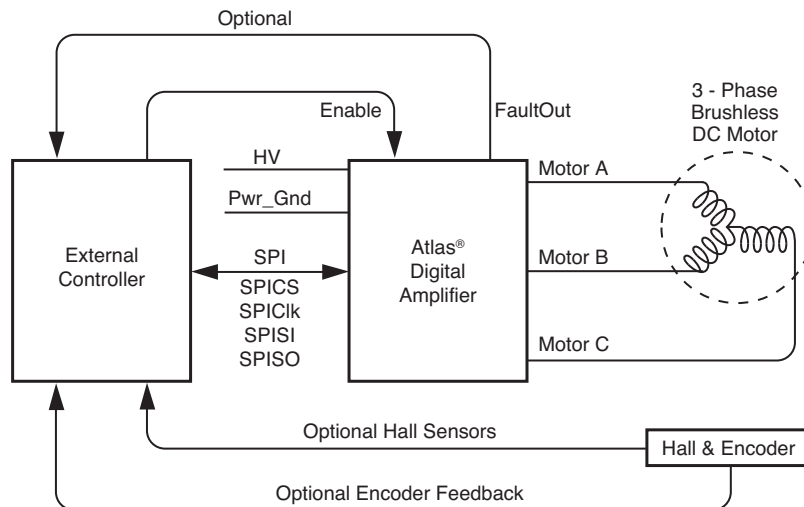 Optional
Enable
FaultOut
3 - Phase
Brushless
DC Motor
HV
Pwr_Gnd
Motor A
External
Controller
SPI
SPICS
SPIClk
SPISI
SPISO
Atlas®
Digital
Amplifier
Motor B
Motor C
Optional Hall Sensors
Hall & Encoder
Optional Encoder Feedback